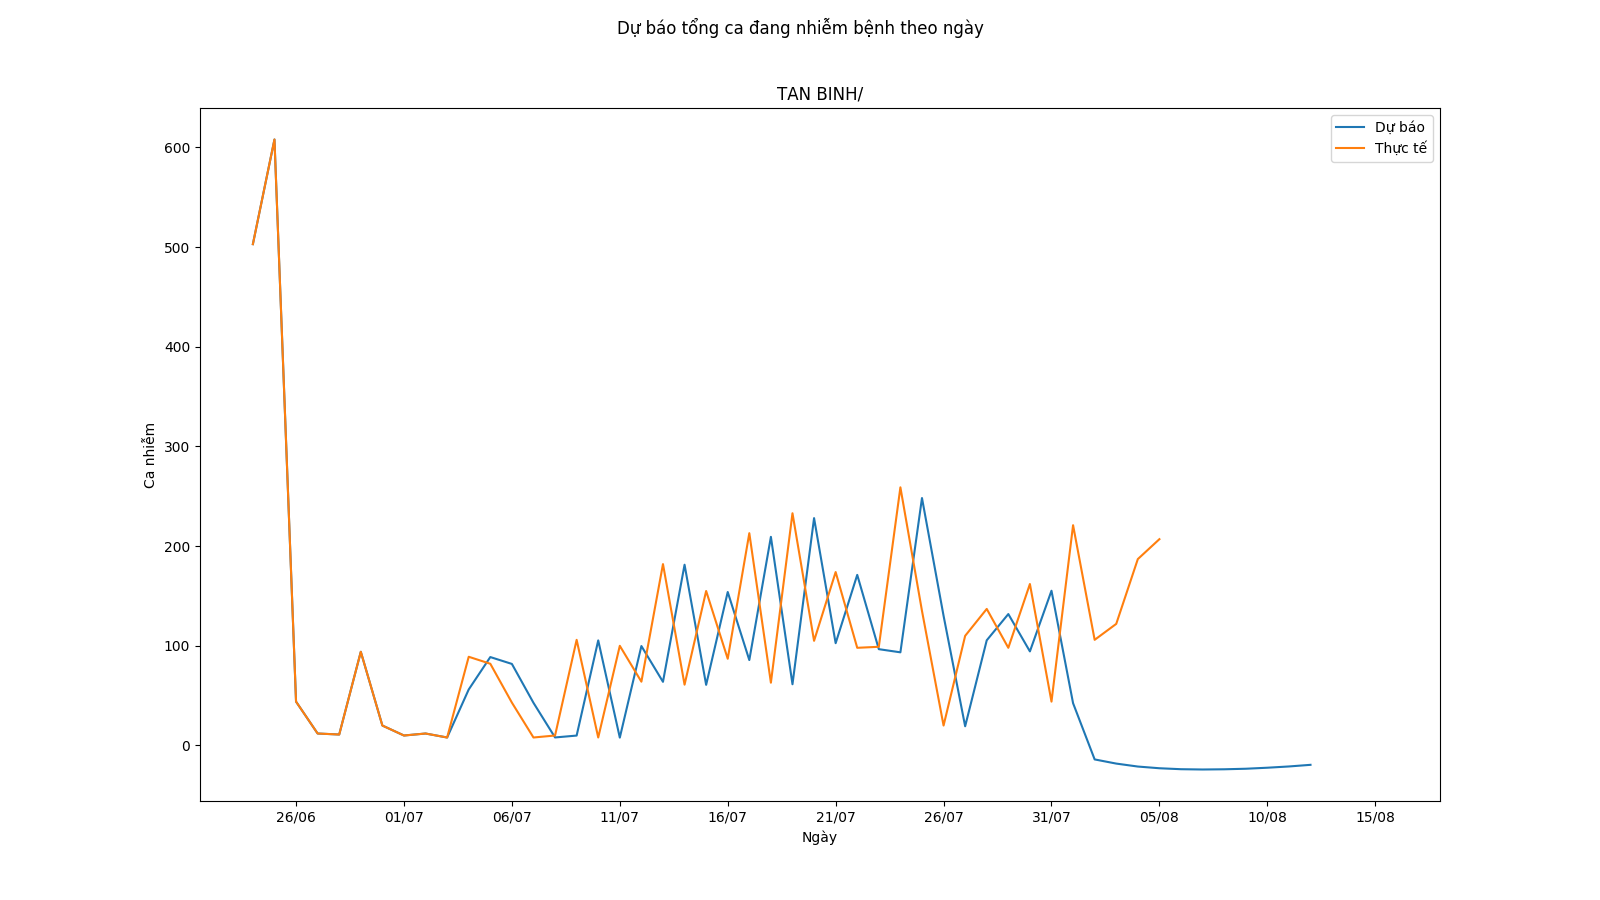 Dự báo tổng ca đang nhiễm bệnh theo ngày
TAN BINH/
Dự báo
Thực tế
600
500
400
300
200
100
0
Ca nhiễm
26/06 01/07 06/07 11/07 16/07 21/07 26/07 31/07 05/08 10/08 15/08
Ngày